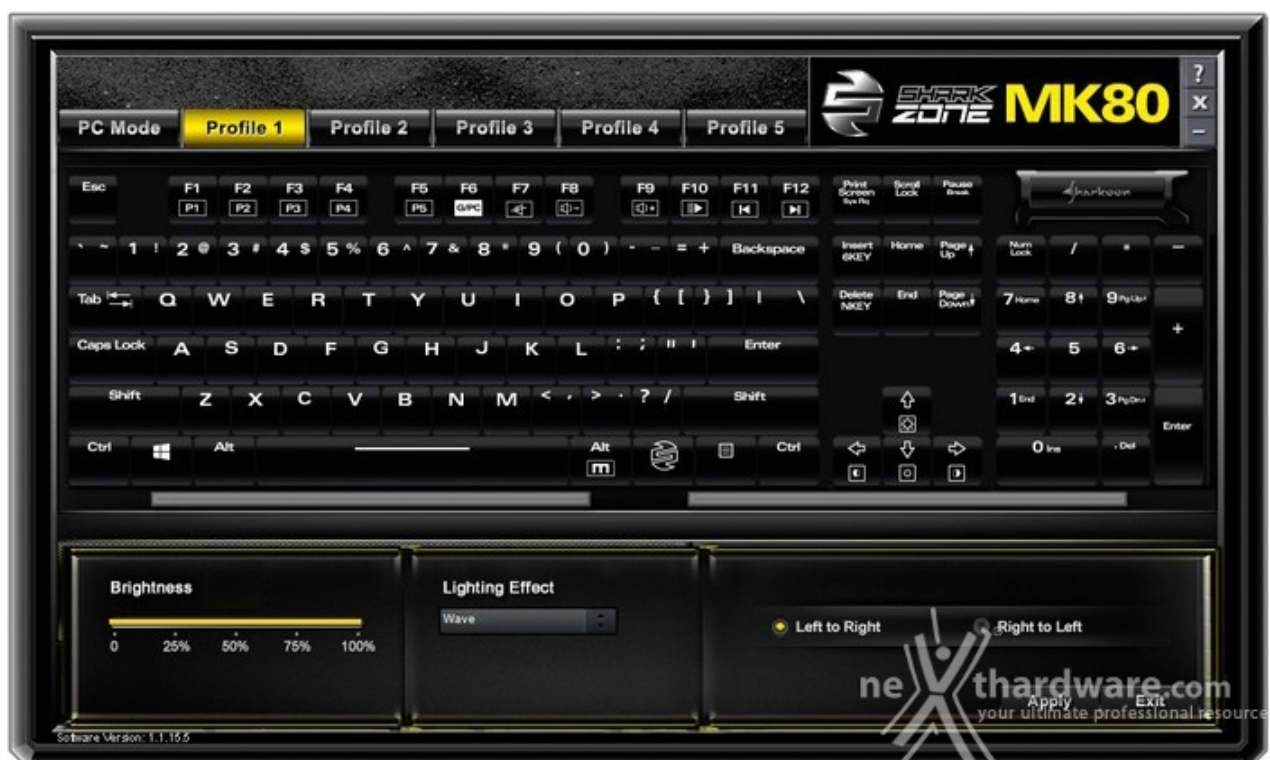 SHARK ZONE MK80
?
X
PC Mode Profile 1 Profile 2 Profile 3 Profile 4 Profile 5
Sharkoon
Esc F1 F2 F3 F4 F5 F6 F7 F8 F9 F10 F11 F12 Print Screen Sys Rq Scroll Lock Pause Break
P1 P2 P3 P4 P5 G/PC
` ~ 1 ! 2 @ 3 # 4 $ 5 % 6 ^ 7 & 8 * 9 ( 0 ) - _ = + Backspace Insert 6KEY Home Page Up Num Lock / * −
Tab Q W E R T Y U I O P { [ } ] | \ Delete NKEY End Page Down 7 Home 8 9 PgUp +
Caps Lock A S D F G H J K L : ; " ' Enter 4 5 6
Shift Z X C V B N M < , > . ? / Shift 1 End 2 3 PgDn Enter
Ctrl Alt Alt m Ctrl 0 Ins . Del
Brightness
0 25% 50% 75% 100%
Lighting Effect
Wave
Left to Right Right to Left
Apply Exit
neXthardware.com
your ultimate professional resource
Software Version: 1.1.15.5